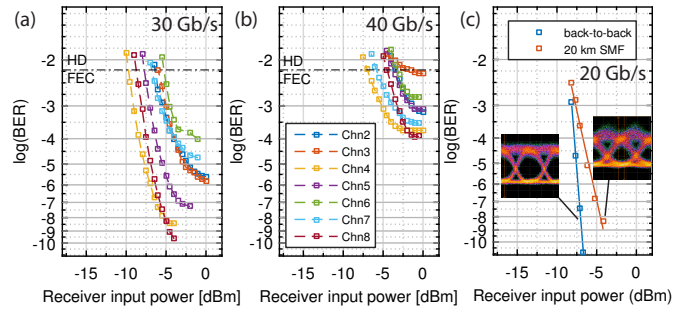 (a)
30 Gb/s
HD
FEC
log(BER)
-2
-3
-4
-5
-6
-7
-8
-9
-10
-15
-10
-5
0
Receiver input power [dBm]
(b)
40 Gb/s
HD
FEC
log(BER)
-2
-3
-4
-5
-6
-7
-8
-9
-10
Chn2
Chn3
Chn4
Chn5
Chn6
Chn7
Chn8
-15
-10
-5
0
Receiver input power [dBm]
(c)
back-to-back
20 km SMF
20 Gb/s
log(BER)
-2
-3
-4
-5
-6
-7
-8
-9
-10
-15
-10
-5
0
Receiver input power (dBm)